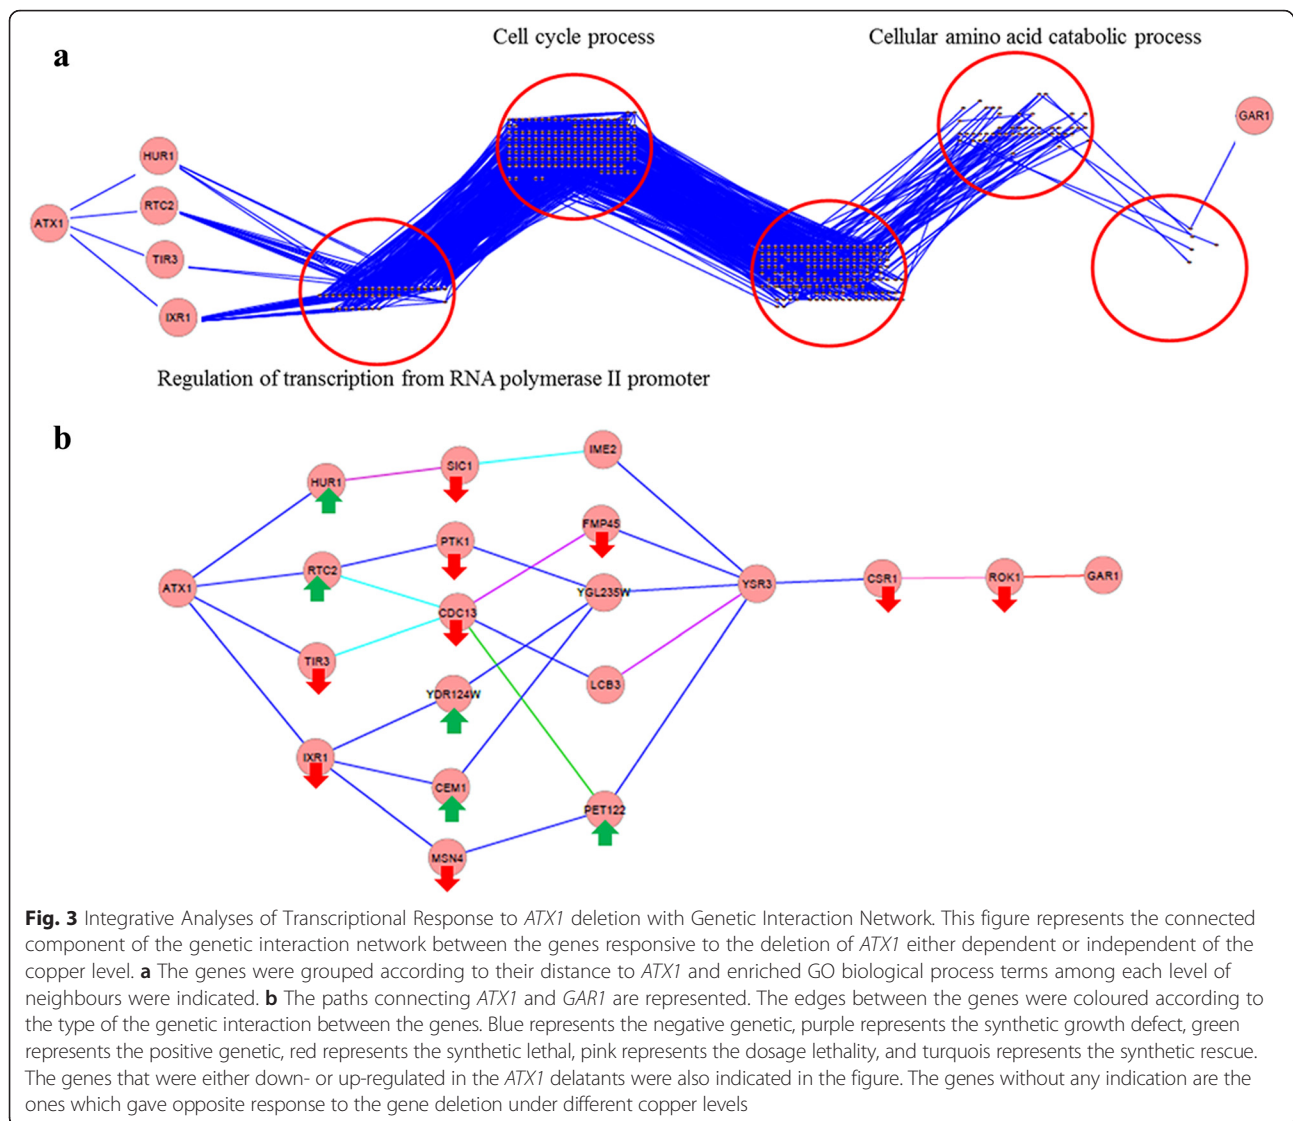 a
Cell cycle process
Cellular amino acid catabolic process
HUR1
RTC2
ATX1
TIR3
IXR1
GAR1
Regulation of transcription from RNA polymerase II promoter
b
IME2
SIC1
HUR1
FMP45
PTK1
RTC2
ATX1
YGL235W
YSR3
CSR1
ROK1
GAR1
CDC13
TIR3
LCB3
YDR124W
IXR1
CEM1
PET122
MSN4
Fig. 3 Integrative Analyses of Transcriptional Response to ATX1 deletion with Genetic Interaction Network. This figure represents the connected
component of the genetic interaction network between the genes responsive to the deletion of ATX1 either dependent or independent of the
copper level. a The genes were grouped according to their distance to ATX1 and enriched GO biological process terms among each level of
neighbours were indicated. b The paths connecting ATX1 and GAR1 are represented. The edges between the genes were coloured according to
the type of the genetic interaction between the genes. Blue represents the negative genetic, purple represents the synthetic growth defect, green
represents the positive genetic, red represents the synthetic lethal, pink represents the dosage lethality, and turquois represents the synthetic rescue.
The genes that were either down- or up-regulated in the ATX1 delatants were also indicated in the figure. The genes without any indication are the
ones which gave opposite response to the gene deletion under different copper levels